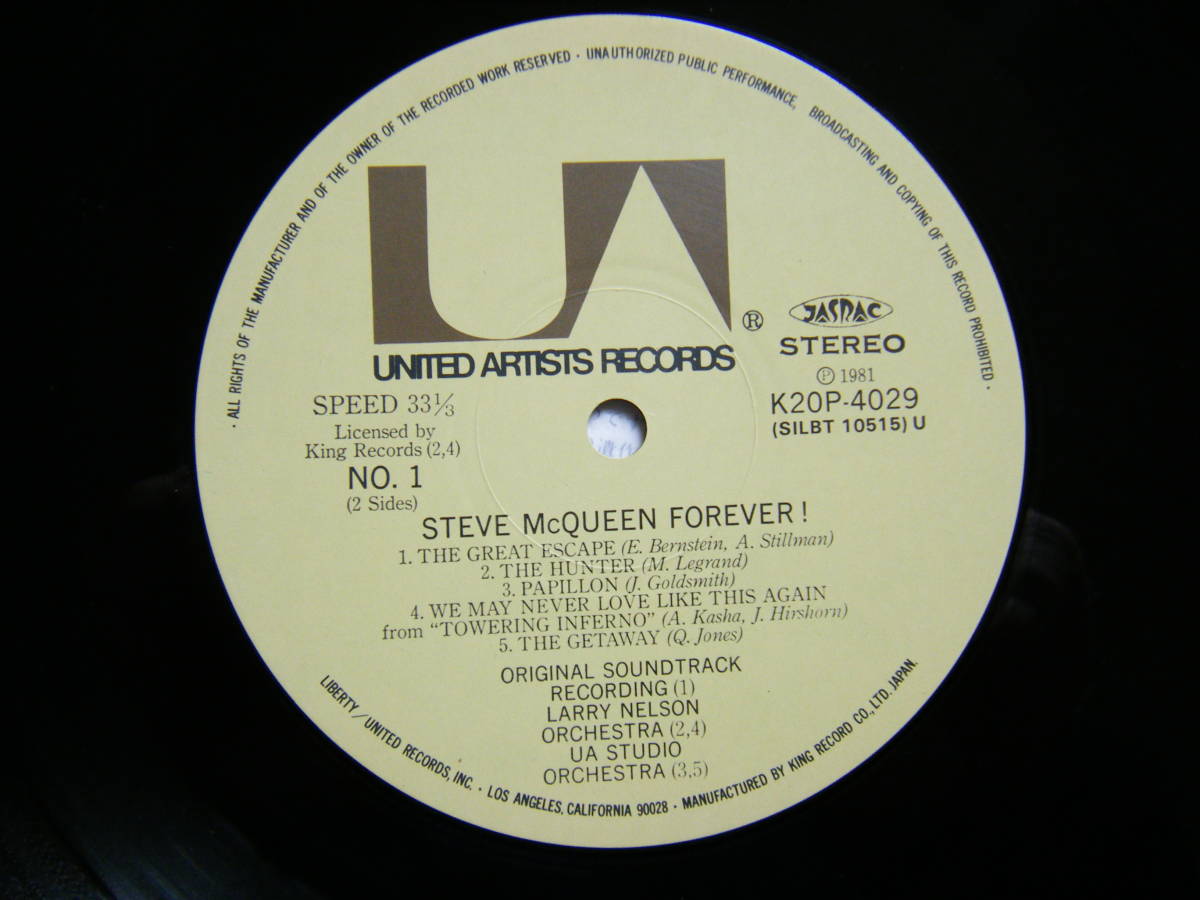 · ALL RIGHTS OF THE MANUFACTURER AND OF THE OWNER OF THE RECORDED WORK RESERVED · UNAUTHORIZED PUBLIC PERFORMANCE, BROADCASTING AND COPYING OF THIS RECORD PROHIBITED ·
UA
®
UNITED ARTISTS RECORDS
JASRAC
STEREO
Ⓟ 1981
K20P-4029
(SILBT 10515) U
SPEED 33⅓
Licensed by
King Records (2,4)
NO. 1
(2 Sides)
STEVE McQUEEN FOREVER!
1. THE GREAT ESCAPE (E. Bernstein, A. Stillman)
2. THE HUNTER (M. Legrand)
3. PAPILLON (J. Goldsmith)
4. WE MAY NEVER LOVE LIKE THIS AGAIN
from "TOWERING INFERNO" (A. Kasha, J. Hirshorn)
5. THE GETAWAY (Q. Jones)
ORIGINAL SOUNDTRACK
RECORDING (1)
LARRY NELSON
ORCHESTRA (2,4)
UA STUDIO
ORCHESTRA (3,5)
LIBERTY/UNITED RECORDS, INC. · LOS ANGELES, CALIFORNIA 90028 · MANUFACTURED BY KING RECORD CO., LTD. JAPAN.